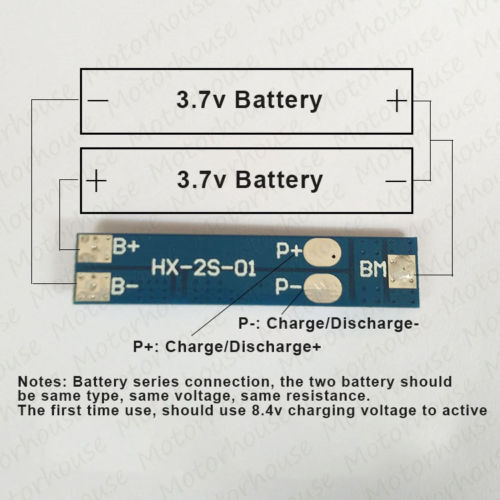 3.7v Battery
3.7v Battery
B+
P+
HX-2S-01
BM
B-
P-
P-: Charge/Discharge-
P+: Charge/Discharge+
Notes: Battery series connection, the two battery should
be same type, same voltage, same resistance.
The first time use, should use 8.4v charging voltage to active
Motorhouse